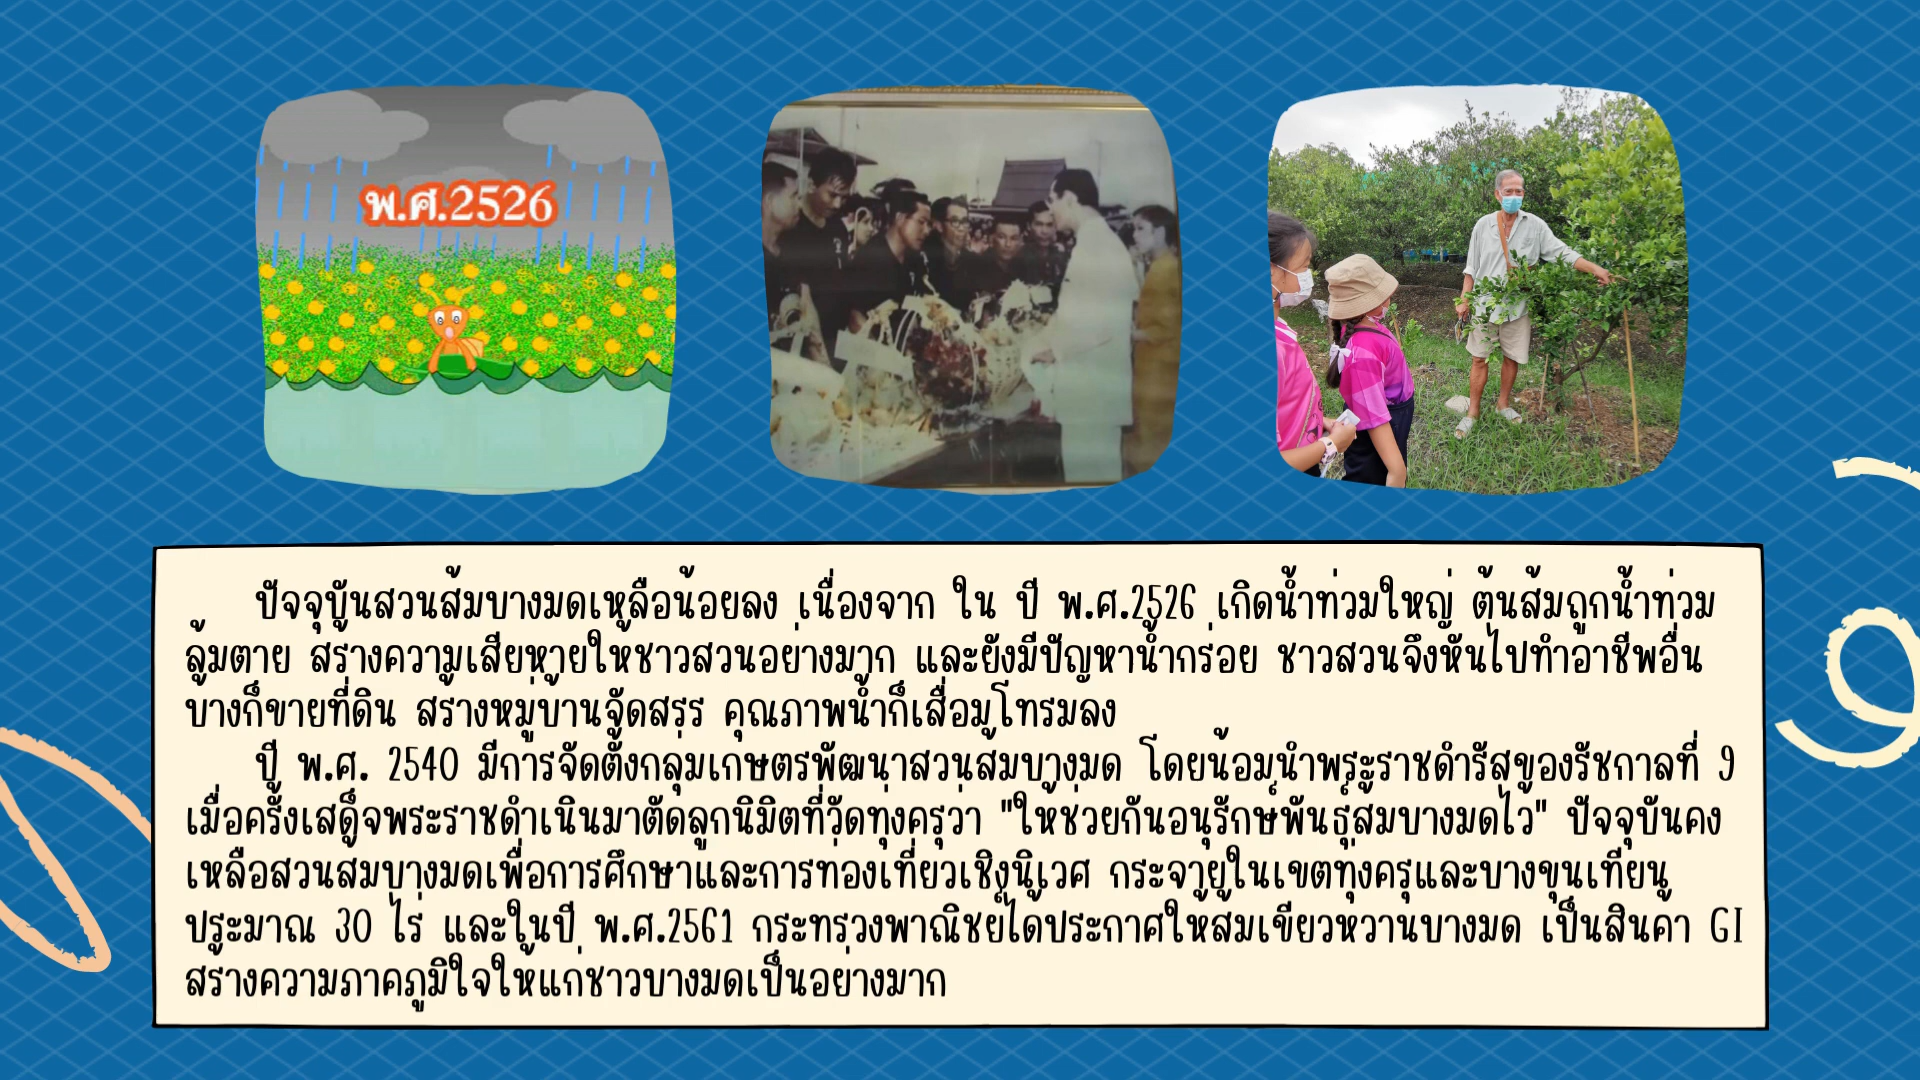 พ.ศ.2526
ปัจจุบันสวนส้มบางมดเหลือน้อยลง เนื่องจาก ใน ปี พ.ศ.2526 เกิดน้ำท่วมใหญ่ ต้นส้มถูกน้ำท่วม
ล้มตาย สร้างความเสียหายให้ชาวสวนอย่างมาก และยังมีปัญหาน้ำกร่อย ชาวสวนจึงหันไปทำอาชีพอื่น
บ้างก็ขายที่ดิน สร้างหมู่บ้านจัดสรร คุณภาพน้ำก็เสื่อมโทรมลง
ปี พ.ศ. 2540 มีการจัดตั้งกลุ่มเกษตรพัฒนาสวนส้มบางมด โดยน้อมนำพระราชดำรัสของรัชกาลที่ 9
เมื่อครั้งเสด็จพระราชดำเนินมาตัดลูกนิมิตที่วัดทุ่งครุว่า "ให้ช่วยกันอนุรักษ์พันธุ์ส้มบางมดไว้" ปัจจุบันคง
เหลือสวนส้มบางมดเพื่อการศึกษาและการท่องเที่ยวเชิงนิเวศ กระจายในเขตทุ่งครุและบางขุนเทียน
ประมาณ 30 ไร่ และในปี พ.ศ.2561 กระทรวงพาณิชย์ได้ประกาศให้ส้มเขียวหวานบางมด เป็นสินค้า GI
สร้างความภาคภูมิใจให้แก่ชาวบางมดเป็นอย่างมาก